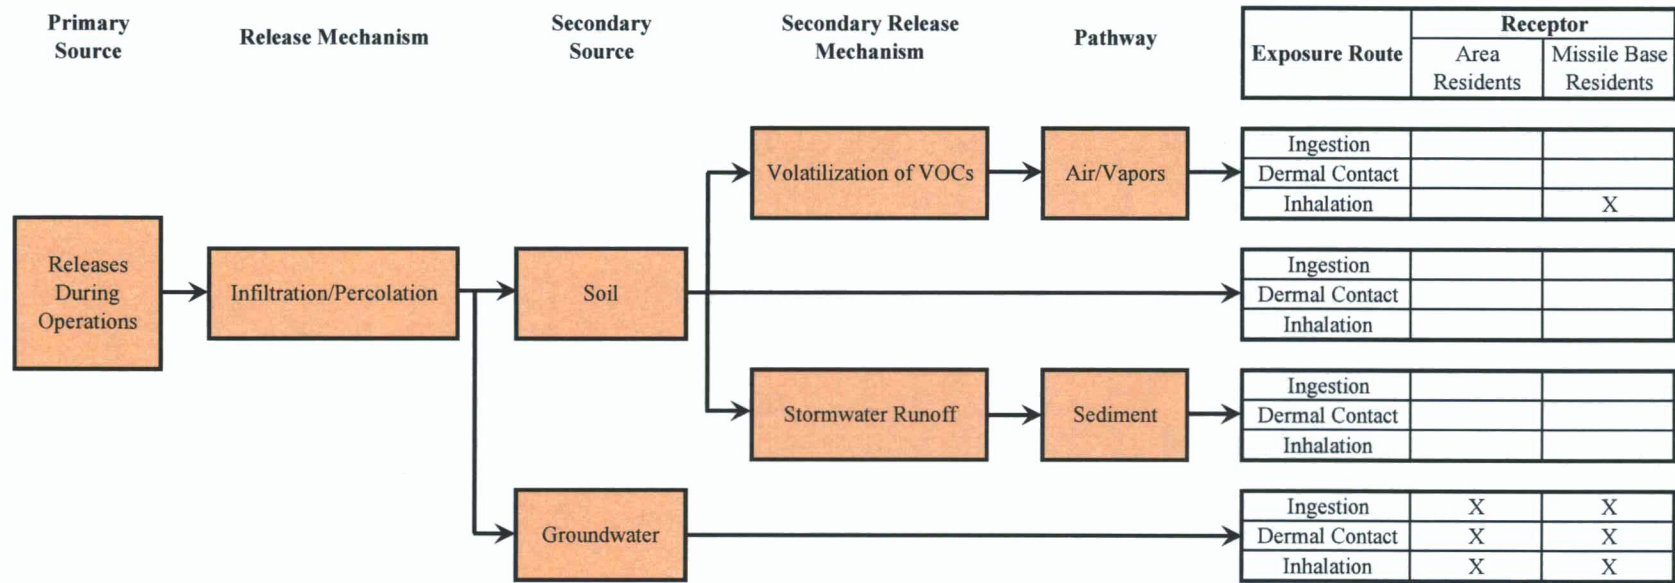 Primary
Source
Release Mechanism
Secondary
Source
Secondary Release
Mechanism
Pathway
Exposure Route
Receptor
Area
Residents
Missile Base
Residents
Volatilization of VOCs
Air/Vapors
Ingestion
Dermal Contact
Inhalation X
Releases
During
Operations
Infiltration/Percolation
Soil
Ingestion
Dermal Contact
Inhalation
Stormwater Runoff
Sediment
Ingestion
Dermal Contact
Inhalation
Groundwater
Ingestion X X
Dermal Contact X X
Inhalation X X